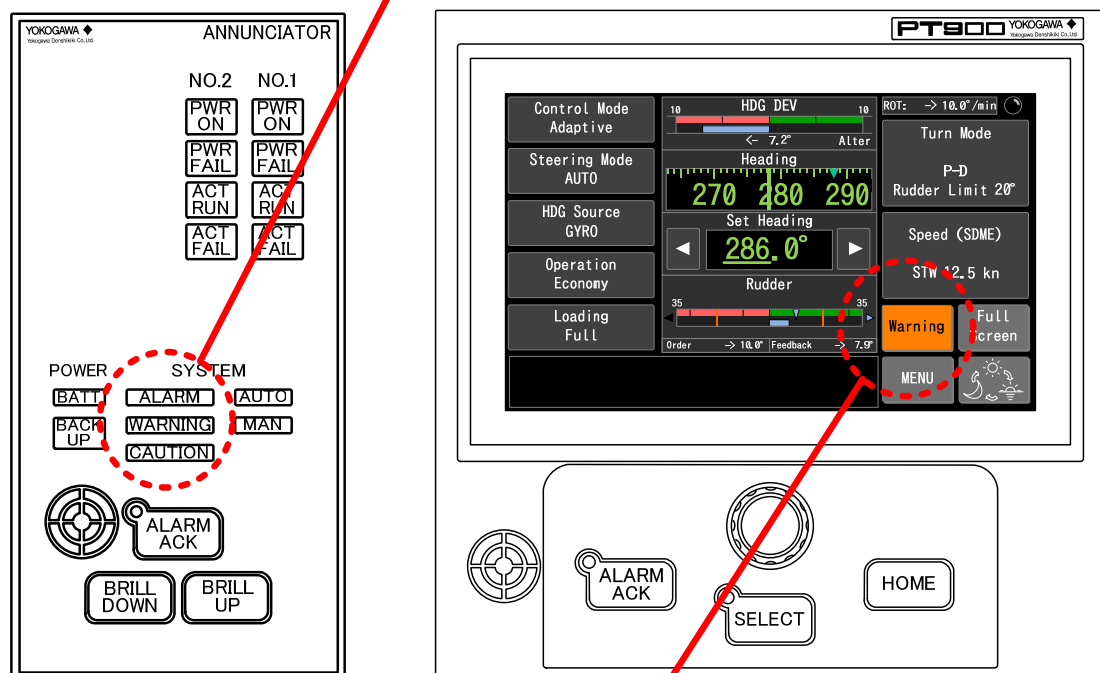 YOKOGAWA
Yokogawa Denshikiki Co., Ltd.
ANNUNCIATOR
NO.2 NO.1
PWR ON PWR ON
PWR FAIL PWR FAIL
ACT RUN ACT RUN
ACT FAIL ACT FAIL
POWER SYSTEM
BATT ALARM AUTO
BACK UP WARNING MAN
CAUTION
ALARM ACK
BRILL DOWN BRILL UP
PT900 YOKOGAWA
Yokogawa Denshikiki Co., Ltd.
Control Mode
Adaptive
Steering Mode
AUTO
HDG Source
GYRO
Operation
Economy
Loading
Full
10 HDG DEV 10
<- 7.2° Alter
Heading
270 280 290
Set Heading
286.0°
Rudder
35 35
Order -> 10.0° Feedback -> 7.9°
ROT: -> 10.0°/min
Turn Mode
P-D
Rudder Limit 20°
Speed (SDME)
STW 12.5 kn
Warning
Full Screen
MENU
ALARM ACK
SELECT
HOME